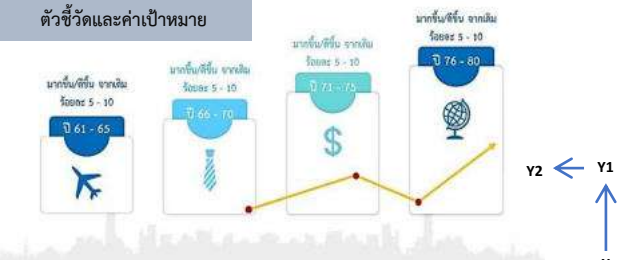 ตัวชี้วัดและค่าเป้าหมาย
มากขึ้น/ดีขึ้น จากเดิม
ร้อยละ 5 - 10
ปี 61 - 65
มากขึ้น/ดีขึ้น จากเดิม
ร้อยละ 5 - 10
ปี 66 - 70
มากขึ้น/ดีขึ้น จากเดิม
ร้อยละ 5 - 10
ปี 71 - 75
มากขึ้น/ดีขึ้น จากเดิม
ร้อยละ 5 - 10
ปี 76 - 80
$
Y2
Y1